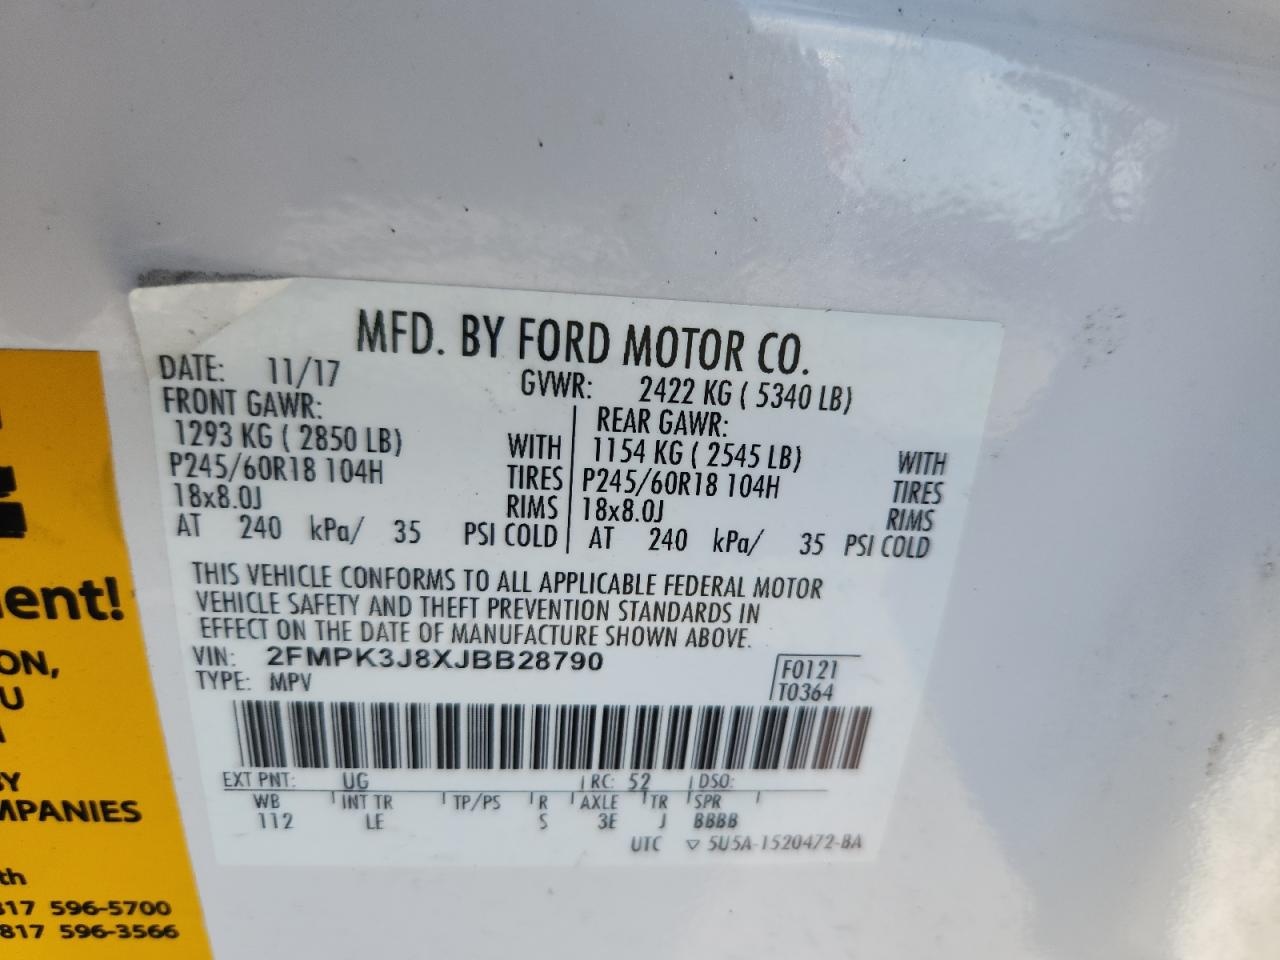 MFD. BY FORD MOTOR CO.
DATE: 11/17 GVWR: 2422 KG ( 5340 LB)
FRONT GAWR: REAR GAWR:
1293 KG ( 2850 LB) WITH 1154 KG ( 2545 LB) WITH
P245/60R18 104H TIRES P245/60R18 104H TIRES
18x8.0J RIMS 18x8.0J RIMS
AT 240 kPa/ 35 PSI COLD AT 240 kPa/ 35 PSI COLD
THIS VEHICLE CONFORMS TO ALL APPLICABLE FEDERAL MOTOR
VEHICLE SAFETY AND THEFT PREVENTION STANDARDS IN
EFFECT ON THE DATE OF MANUFACTURE SHOWN ABOVE.
VIN: 2FMPK3J8XJBB28790 F0121
TYPE: MPV T0364
EXT PNT: UG RC: 52 DSO:
WB INT TR TP/PS R AXLE TR SPR
112 LE S 3E J BBBB
UTC ▽ 5U5A-1520472-BA
ent!
ON,
U
BY
MPANIES
th
817 596-5700
817 596-3566